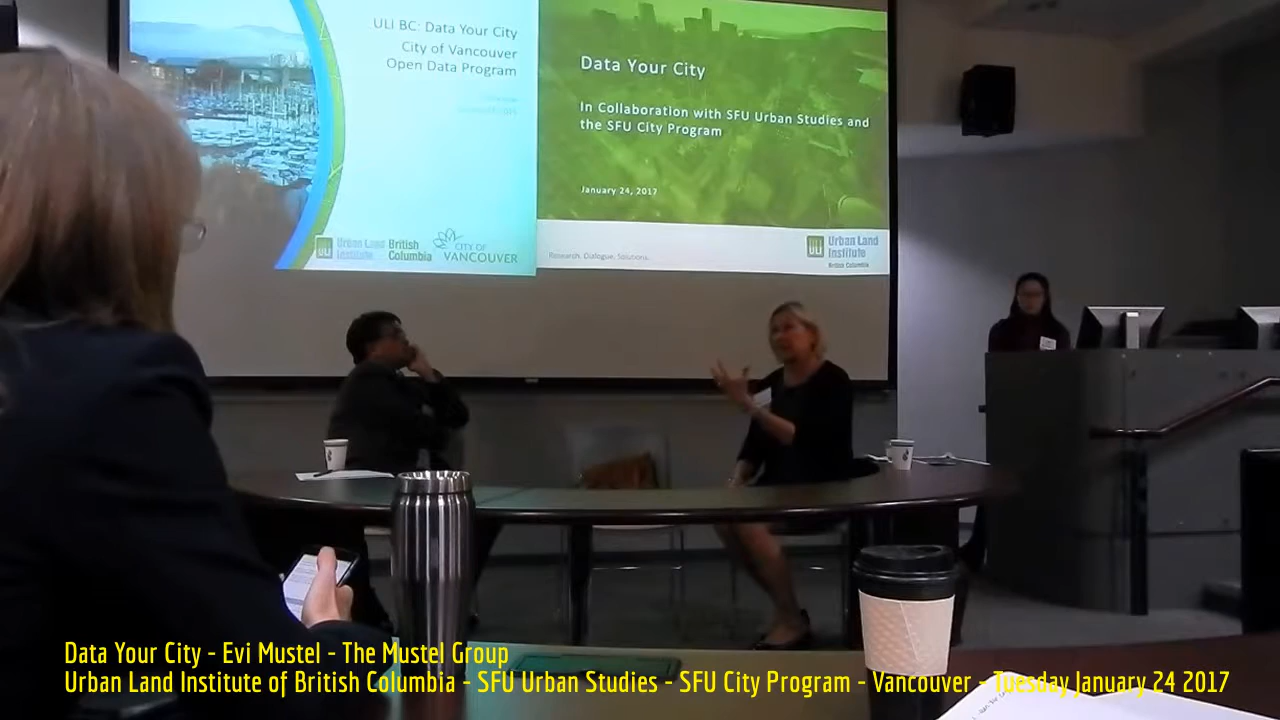 ULI BC: Data Your City
City of Vancouver
Open Data Program
Urban Land
Institute
British
Columbia
CITY OF
VANCOUVER
Data Your City
In Collaboration with SFU Urban Studies and
the SFU City Program
January 24, 2017
Research. Dialogue. Solutions.
ULI
Urban Land
Institute
British Columbia
Data Your City - Evi Mustel - The Mustel Group
Urban Land Institute of British Columbia - SFU Urban Studies - SFU City Program - Vancouver - Tuesday January 24 2017